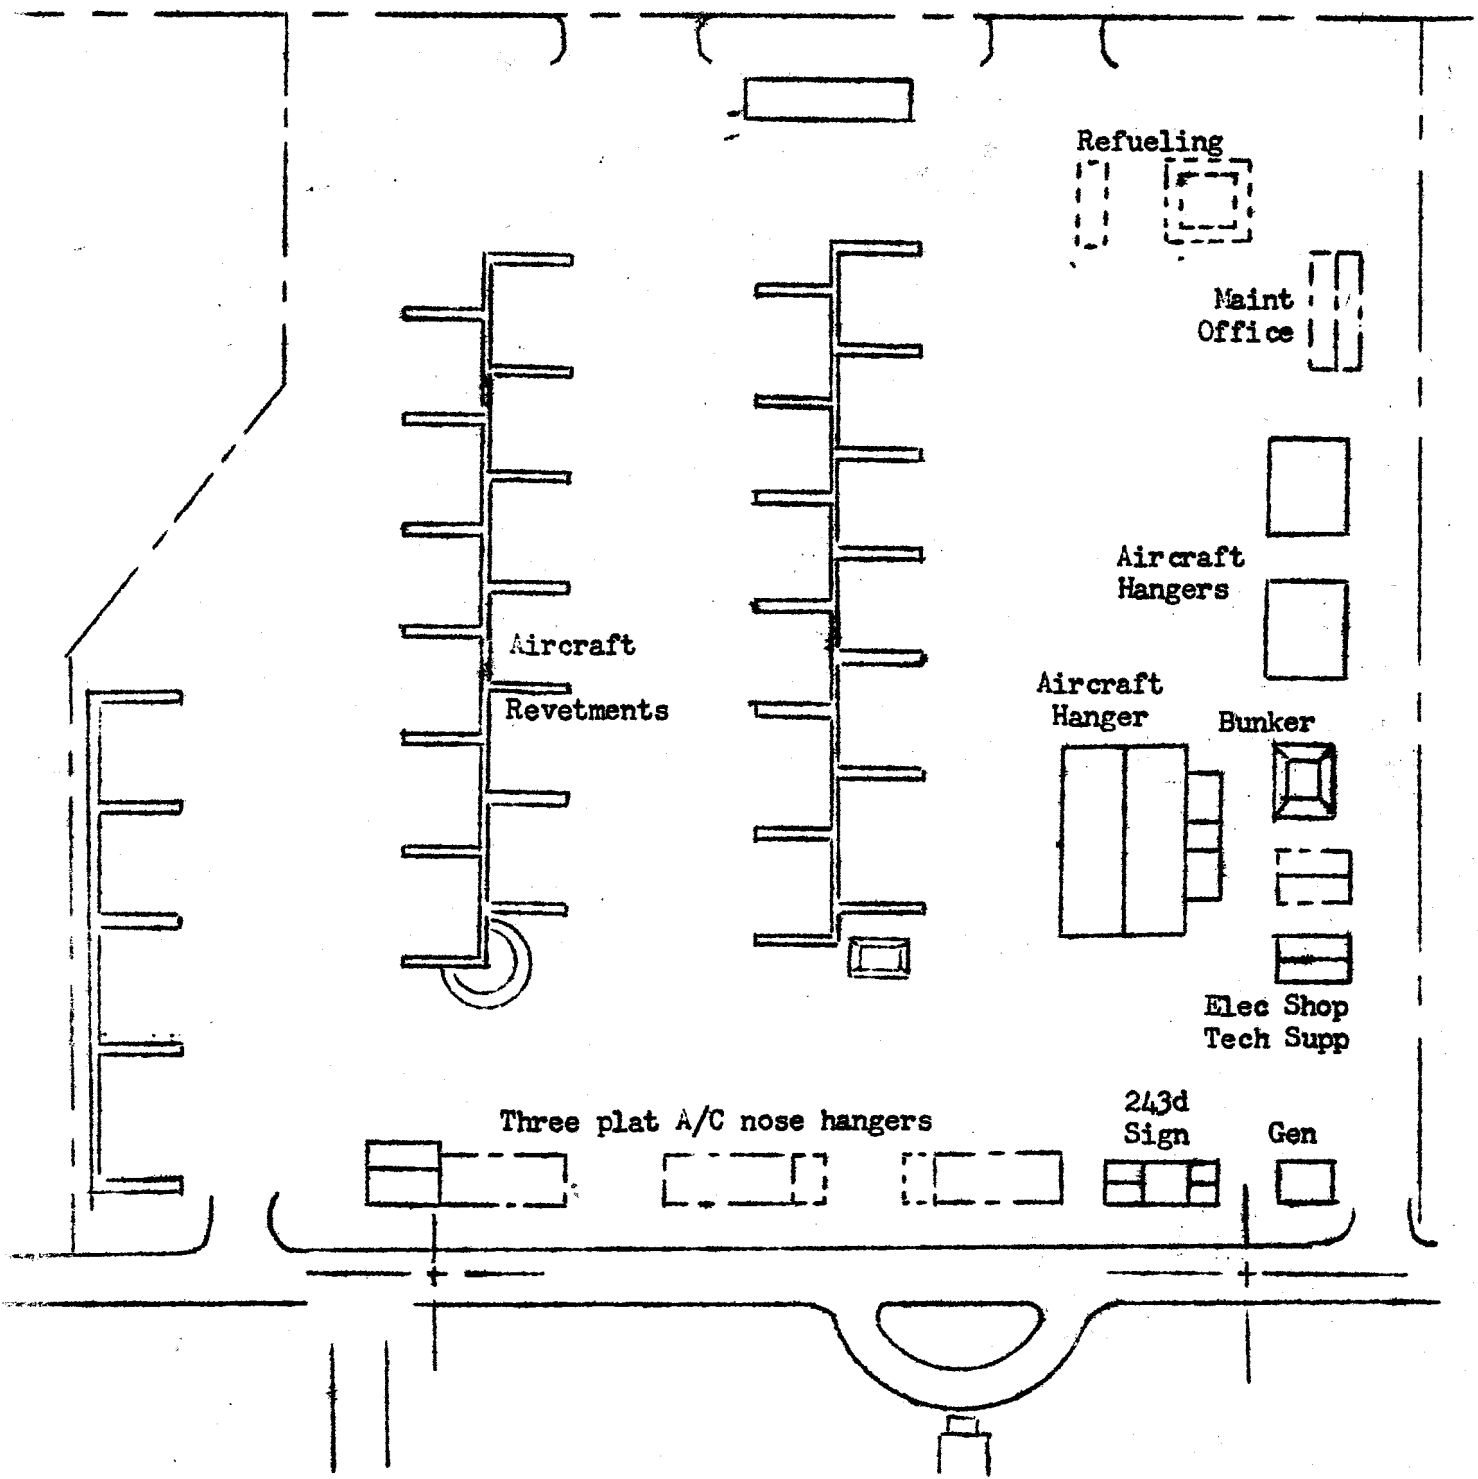 Refueling
Maint
Office
Aircraft
Hangers
Aircraft
Revetments
Aircraft
Hanger
Bunker
Elec Shop
Tech Supp
Three plat A/C nose hangers
243d
Sign
Gen